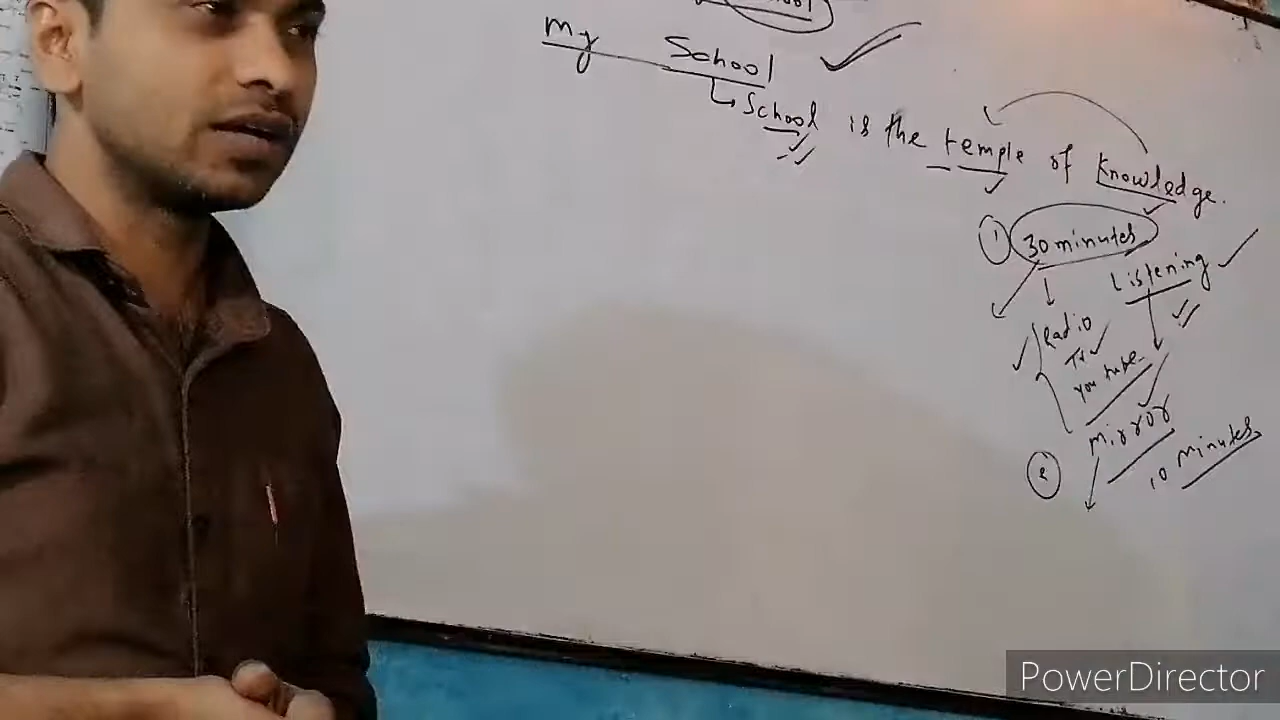 My School
School is the temple of Knowledge.
1 30 minutes
Listening
Radio
TV
You tube
2 Mirror
10 minutes
PowerDirector